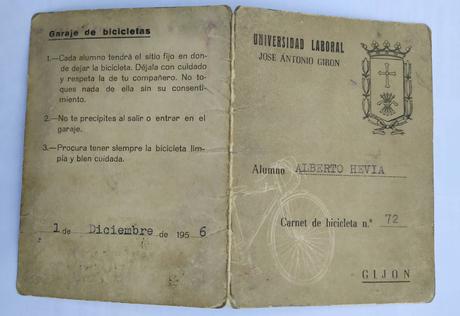 Garaje de bicicletas
1.—Cada alumno tendrá el sitio fijo en don-
de dejar la bicicleta. Déjala con cuidado
y respeta la de tu compañero. No to-
ques nada de ella sin su consenti-
miento.
2.—No te precipites al salir o entrar en el
garaje.
3.—Procura tener siempre la bicicleta lim-
pia y bien cuidada.
1 de Diciembre de 195 6
UNIVERSIDAD LABORAL
JOSE ANTONIO GIRON
Alumno ALBERTO HEVIA
Carnet de bicicleta n.º 72
GIJON